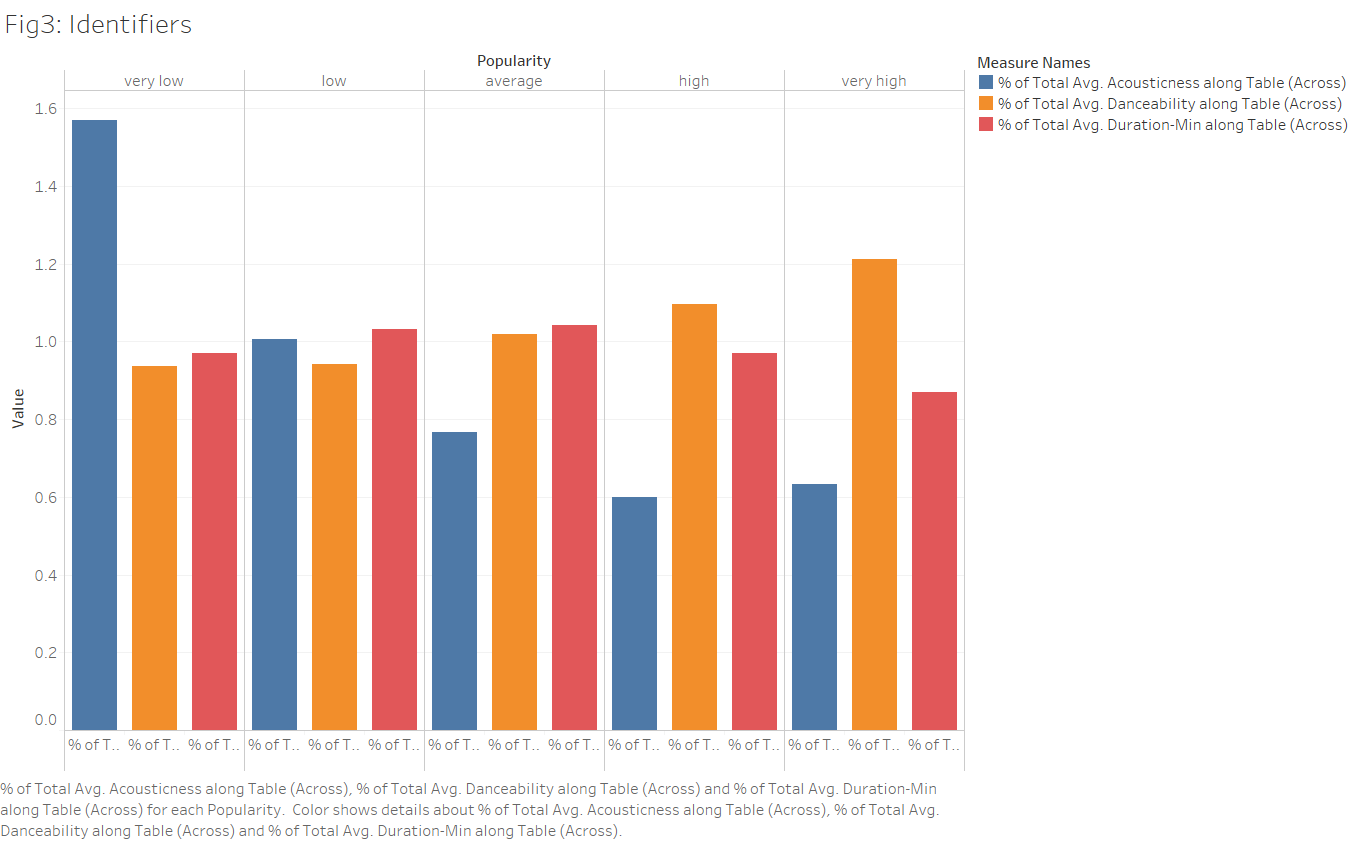 Fig3: Identifiers
Popularity
very low low average high very high
Measure Names
% of Total Avg. Acousticness along Table (Across)
% of Total Avg. Danceability along Table (Across)
% of Total Avg. Duration-Min along Table (Across)
1.6
1.4
1.2
1.0
0.8
0.6
0.4
0.2
0.0
Value
% of T.. % of T.. % of T.. % of T.. % of T.. % of T.. % of T.. % of T.. % of T.. % of T.. % of T.. % of T.. % of T.. % of T.. % of T..
% of Total Avg. Acousticness along Table (Across), % of Total Avg. Danceability along Table (Across) and % of Total Avg. Duration-Min
along Table (Across) for each Popularity.  Color shows details about % of Total Avg. Acousticness along Table (Across), % of Total Avg.
Danceability along Table (Across) and % of Total Avg. Duration-Min along Table (Across).